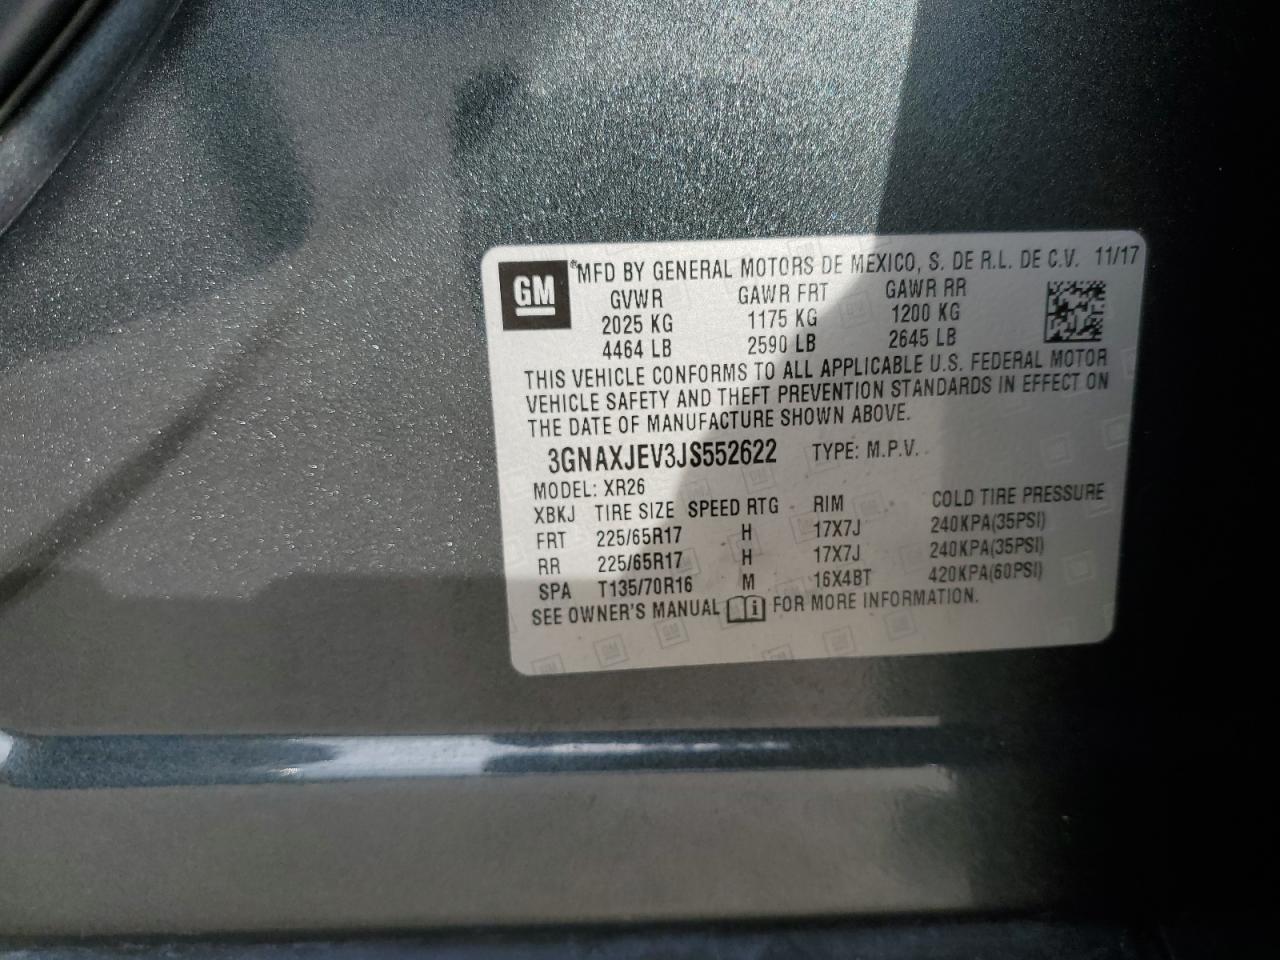 GM ®MFD BY GENERAL MOTORS DE MEXICO, S. DE R.L. DE C.V. 11/17
GVWR GAWR FRT GAWR RR
2025 KG 1175 KG 1200 KG
4464 LB 2590 LB 2645 LB
THIS VEHICLE CONFORMS TO ALL APPLICABLE U.S. FEDERAL MOTOR
VEHICLE SAFETY AND THEFT PREVENTION STANDARDS IN EFFECT ON
THE DATE OF MANUFACTURE SHOWN ABOVE.
3GNAXJEV3JS552622 TYPE: M.P.V.
MODEL: XR26
XBKJ TIRE SIZE SPEED RTG RIM COLD TIRE PRESSURE
FRT 225/65R17 H 17X7J 240KPA(35PSI)
RR 225/65R17 H 17X7J 240KPA(35PSI)
SPA T135/70R16 M 16X4BT 420KPA(60PSI)
SEE OWNER'S MANUAL i FOR MORE INFORMATION.